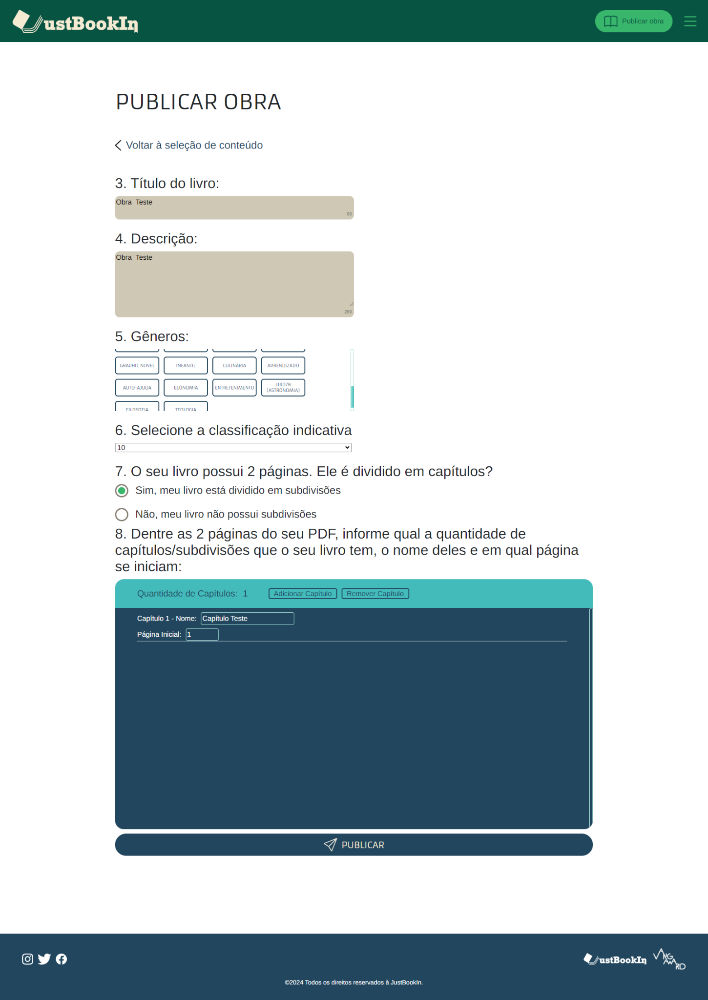 ustBookIn
Publicar obra
PUBLICAR OBRA
Voltar à seleção de conteúdo
3. Título do livro:
Obra  Teste
89
4. Descrição:
Obra  Teste
289
5. Gêneros:
GRAPHIC NOVEL INFANTIL CULINÁRIA APRENDIZADO
AUTO-AJUDA ECÔNOMIA ENTRETENIMENTO J1407B (ASTRÔNOMIA)
FILOSOFIA TEOLOGIA
6. Selecione a classificação indicativa
10
7. O seu livro possui 2 páginas. Ele é dividido em capítulos?
Sim, meu livro está dividido em subdivisões
Não, meu livro não possui subdivisões
8. Dentre as 2 páginas do seu PDF, informe qual a quantidade de
capítulos/subdivisões que o seu livro tem, o nome deles e em qual página
se iniciam:
Quantidade de Capítulos: 1 Adicionar Capítulo Remover Capítulo
Capítulo 1 - Nome: Capítulo Teste
Página Inicial: 1
PUBLICAR
ustBookIn VANGAWARD
©2024 Todos os direitos reservados à JustBookIn.